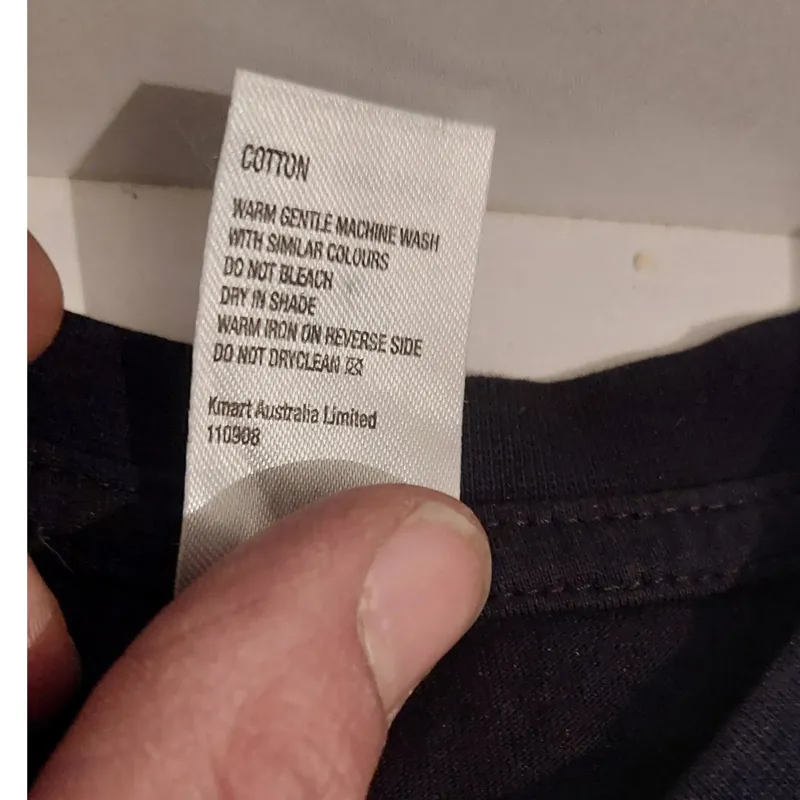 COTTON
WARM GENTLE MACHINE WASH
WITH SIMILAR COLOURS
DO NOT BLEACH
DRY IN SHADE
WARM IRON ON REVERSE SIDE
DO NOT DRYCLEAN
Kmart Australia Limited
110908